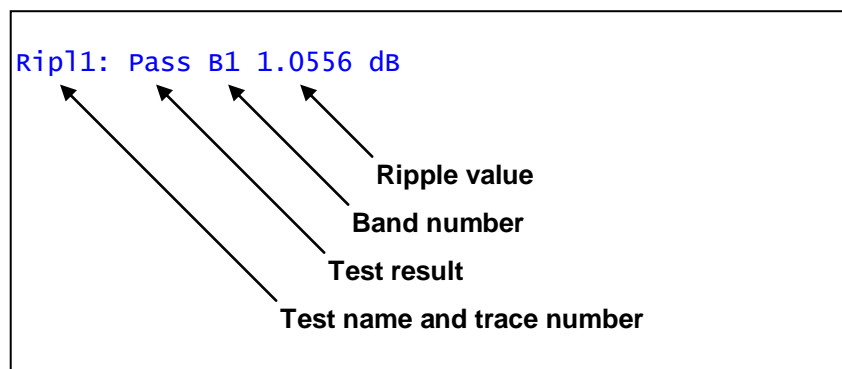 Ripl1: Pass B1 1.0556 dB
Ripple value
Band number
Test result
Test name and trace number